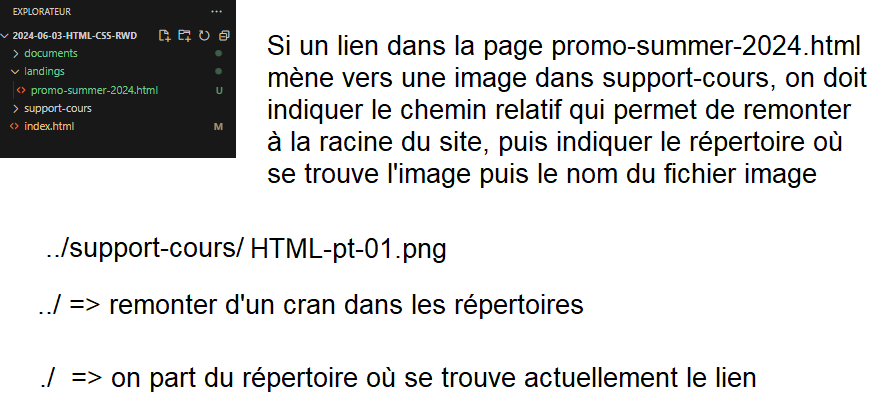 EXPLORATEUR ...
2024-06-03-HTML-CSS-RWD
documents
landings
promo-summer-2024.html U
support-cours
index.html M
Si un lien dans la page promo-summer-2024.html
mène vers une image dans support-cours, on doit
indiquer le chemin relatif qui permet de remonter
à la racine du site, puis indiquer le répertoire où
se trouve l'image puis le nom du fichier image
../support-cours/ HTML-pt-01.png
../ => remonter d'un cran dans les répertoires
./ => on part du répertoire où se trouve actuellement le lien